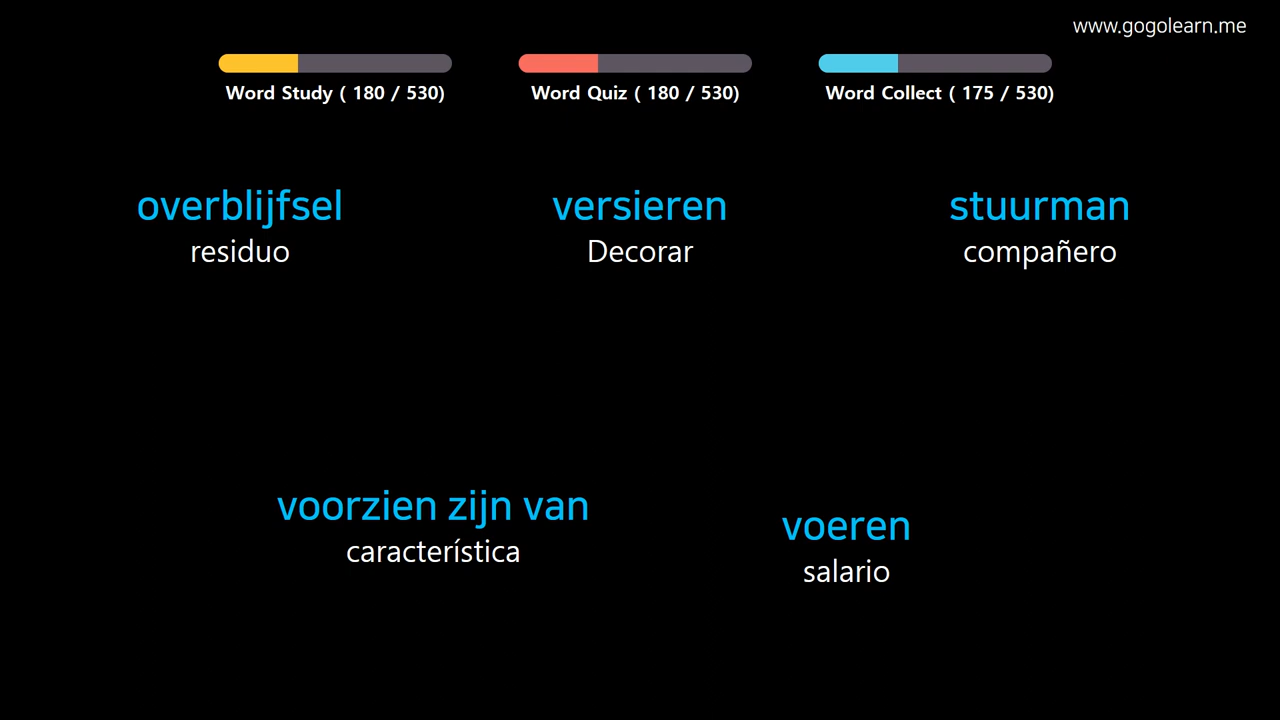 www.gogolearn.me
Word Study ( 180 / 530)
Word Quiz ( 180 / 530)
Word Collect ( 175 / 530)
overblijfsel
residuo
versieren
Decorar
stuurman
compañero
voorzien zijn van
característica
voeren
salario